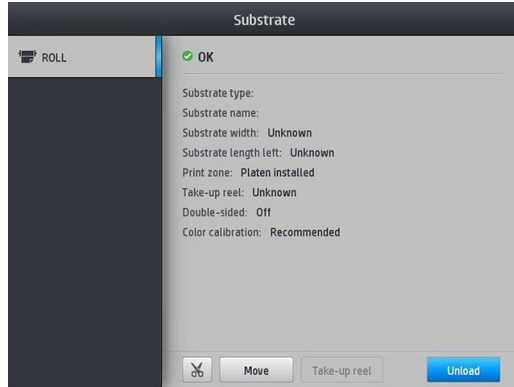 Substrate
ROLL
OK
Substrate type:
Substrate name:
Substrate width: Unknown
Substrate length left: Unknown
Print zone: Platen installed
Take-up reel: Unknown
Double-sided: Off
Color calibration: Recommended
Move Take-up reel Unload